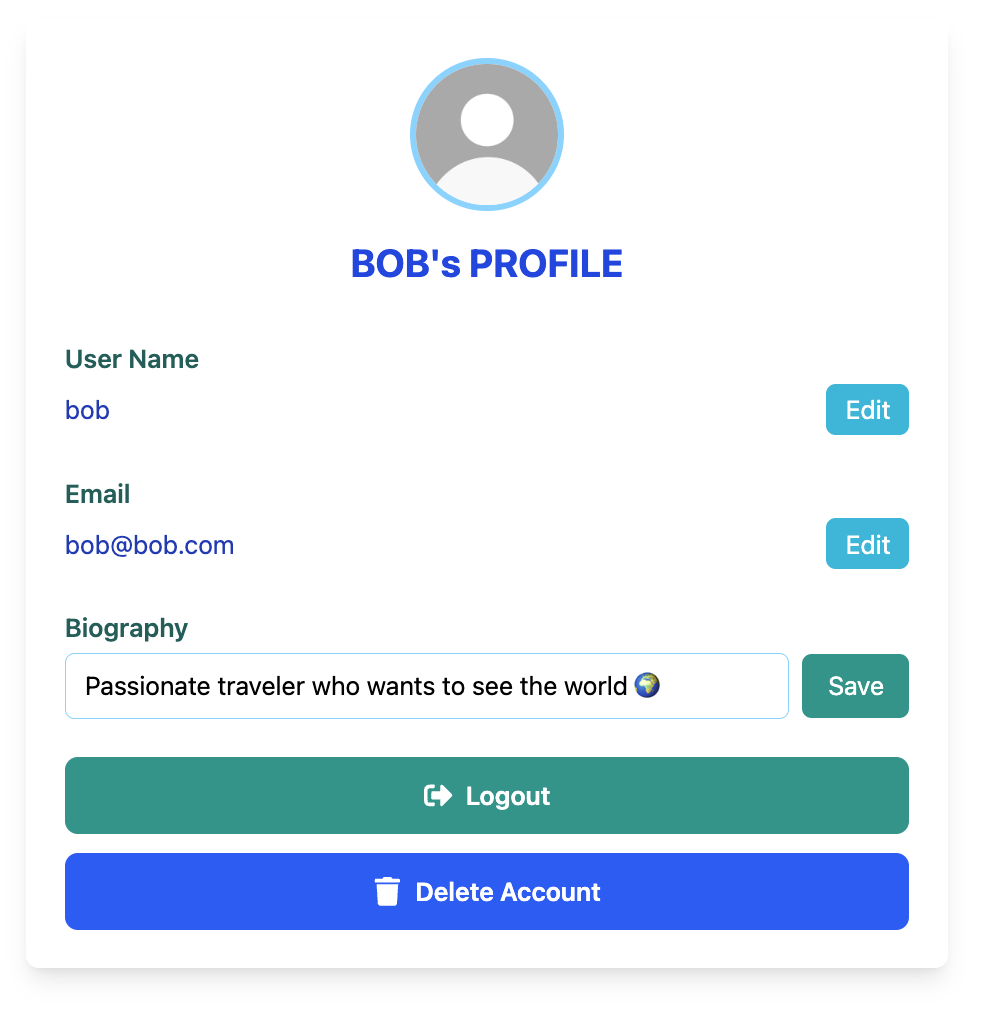 BOB's PROFILE
User Name
bob
Edit
Email
bob@bob.com
Edit
Biography
Passionate traveler who wants to see the world 🌍
Save
Logout
Delete Account